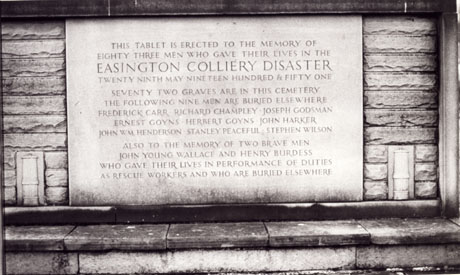 THIS TABLET IS ERECTED TO THE MEMORY OF
EIGHTY THREE MEN WHO GAVE THEIR LIVES IN THE
EASINGTON COLLIERY DISASTER
TWENTY NINTH MAY NINE TEEN HUNDRED & FIFTY ONE
SEVENTY TWO GRAVES ARE IN THIS CEMETERY
THE FOLLOWING NINE MEN ARE BURIED ELSEWHERE
FREDERICK CARR · RICHARD CHAMPLEY · JOSEPH GODSMAN
ERNEST GOYNS · HERBERT GOYNS · JOHN HARKER
JOHN WM. HENDERSON · STANLEY PEACEFUL · STEPHEN WILSON
ALSO TO THE MEMORY OF TWO BRAVE MEN
JOHN YOUNG WALLACE AND HENRY BURDESS
WHO GAVE THEIR LIVES IN PERFORMANCE OF DUTIES
AS RESCUE WORKERS AND WHO ARE BURIED ELSEWHERE